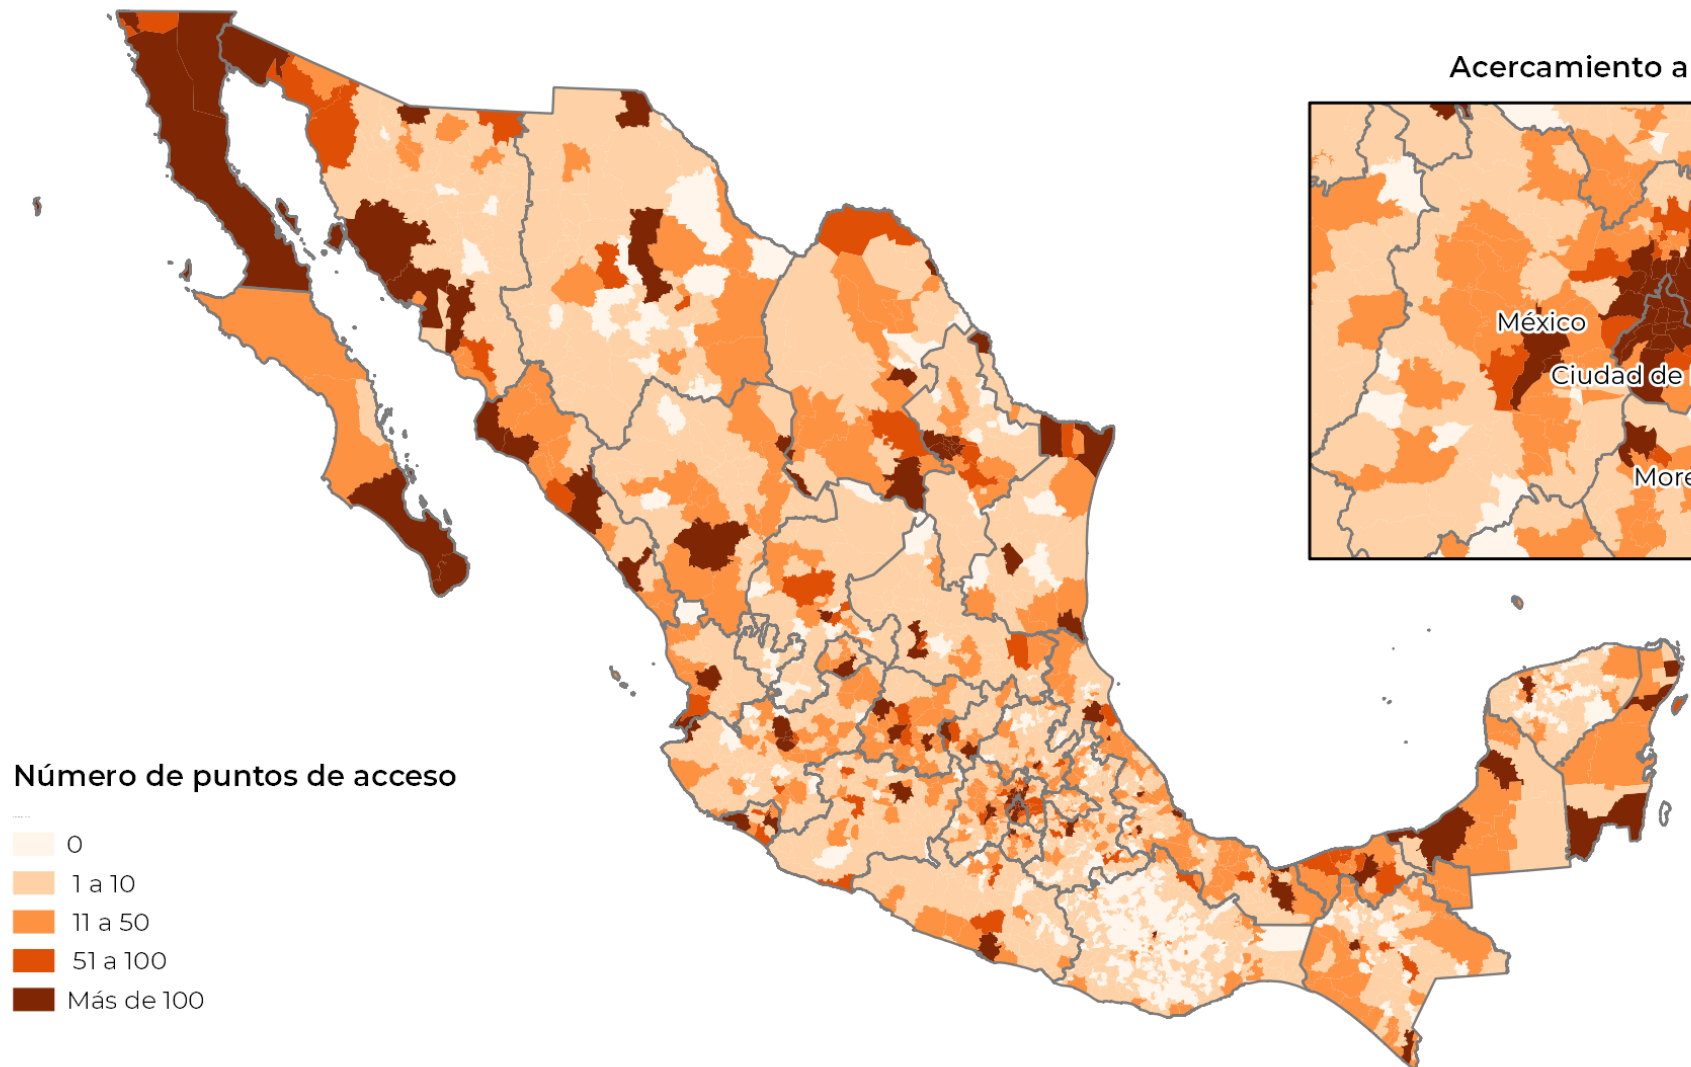 Acercamiento a
México
Ciudad de
More
Número de puntos de acceso
0
1 a 10
11 a 50
51 a 100
Más de 100